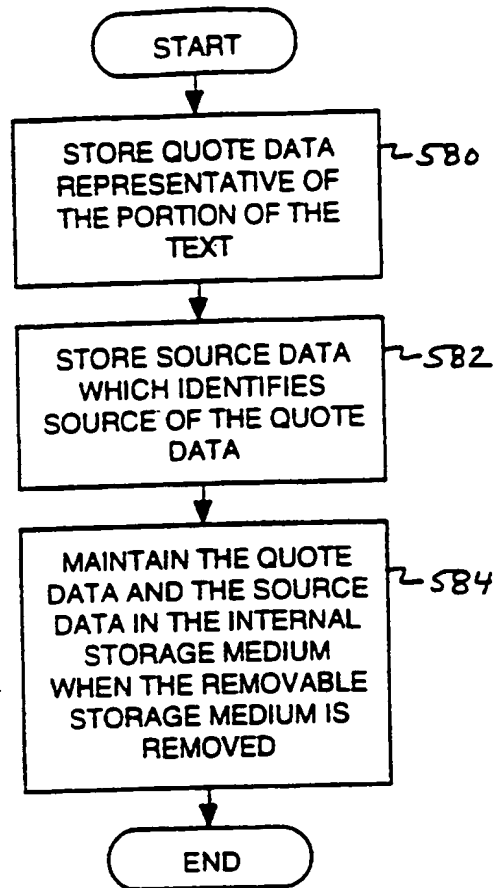 START
STORE QUOTE DATA
REPRESENTATIVE OF
THE PORTION OF THE
TEXT
580
STORE SOURCE DATA
WHICH IDENTIFIES
SOURCE OF THE QUOTE
DATA
582
MAINTAIN THE QUOTE
DATA AND THE SOURCE
DATA IN THE INTERNAL
STORAGE MEDIUM
WHEN THE REMOVABLE
STORAGE MEDIUM IS
REMOVED
584
END